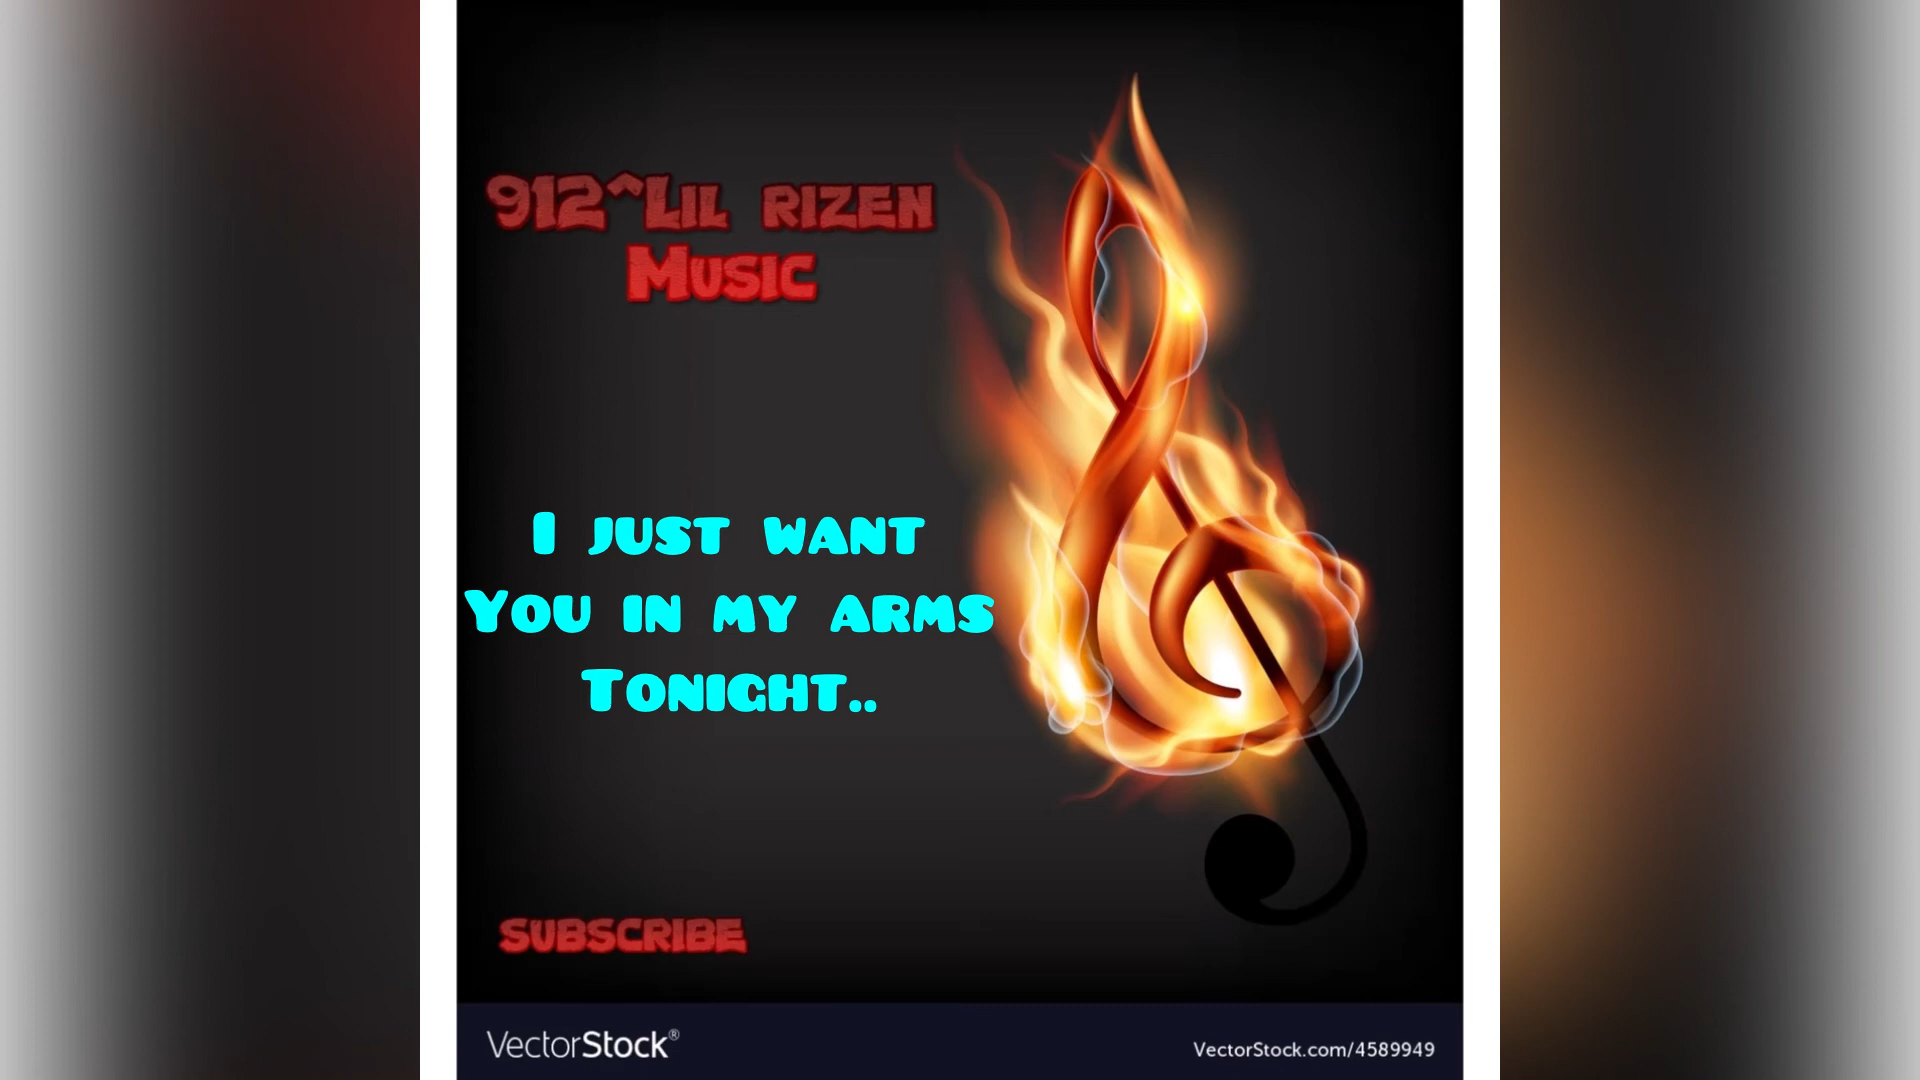 912^Lil rizen
Music
I just want
You in my arms
Tonight..
SUBSCRIBE
VectorStock®
VectorStock.com/4589949